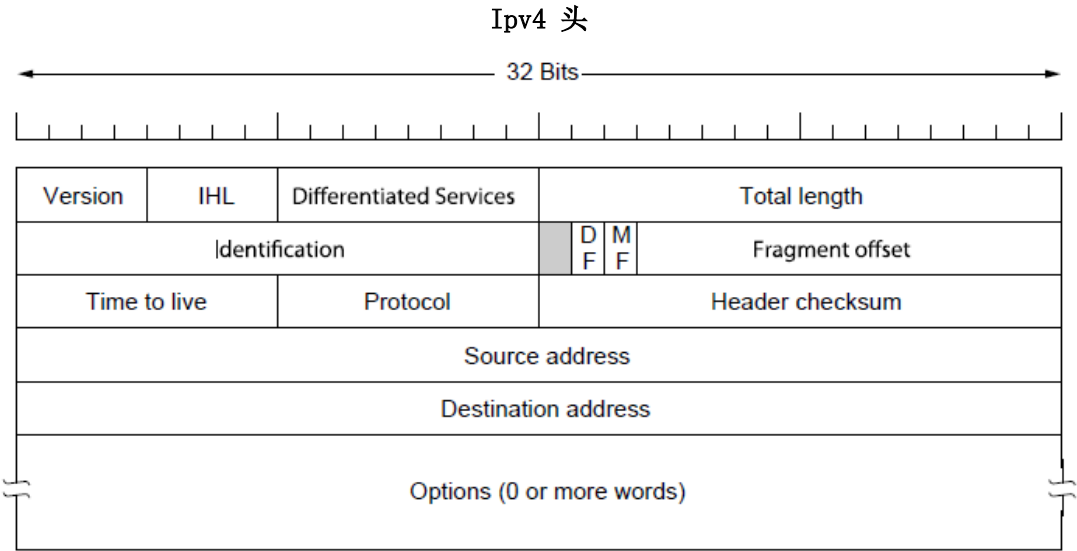 Ipv4 头
32 Bits
Version IHL Differentiated Services Total length
Identification D F M F Fragment offset
Time to live Protocol Header checksum
Source address
Destination address
Options (0 or more words)